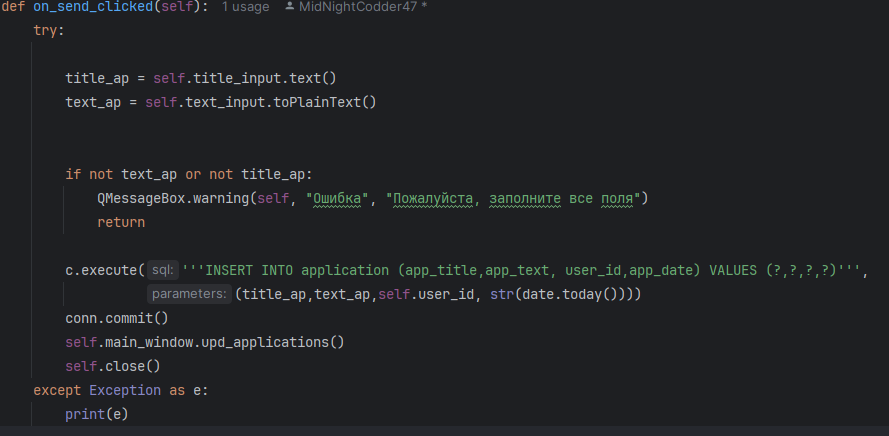 def on_send_clicked(self): 1 usage MidNightCodder47 *
try:
title_ap = self.title_input.text()
text_ap = self.text_input.toPlainText()
if not text_ap or not title_ap:
QMessageBox.warning(self, "Ошибка", "Пожалуйста, заполните все поля")
return
c.execute( sql: '''INSERT INTO application (app_title,app_text, user_id,app_date) VALUES (?,?,?,?)''',
parameters: (title_ap,text_ap,self.user_id, str(date.today())))
conn.commit()
self.main_window.upd_applications()
self.close()
except Exception as e:
print(e)